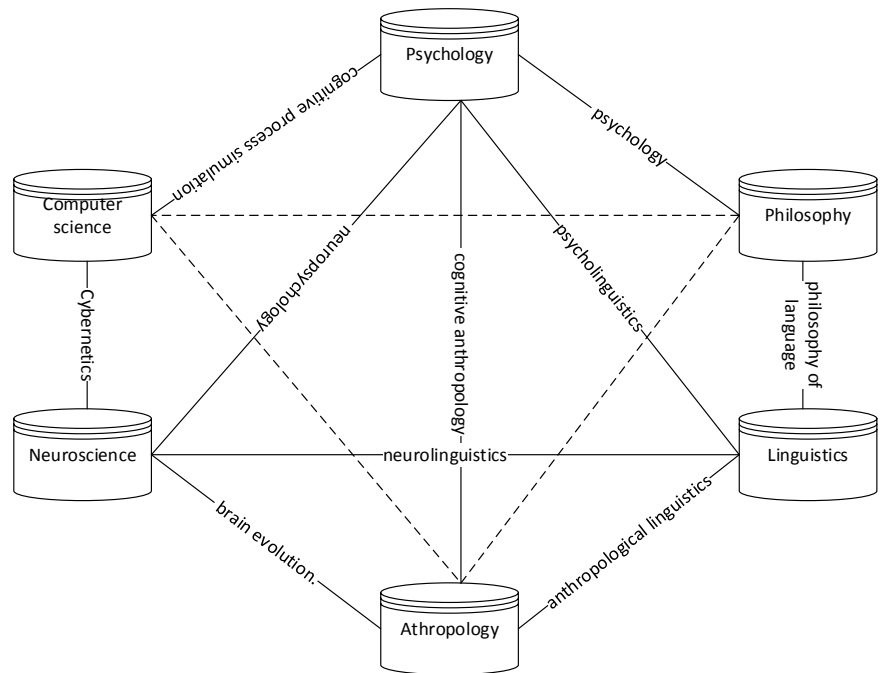 Psychology
cognitive process simulation
psychology
Computer
science
Philosophy
neuropsychology
cognitive anthropology
psycholinguistics
Cybernetics
philosophy of
language
Neuroscience
neurolinguistics
Linguistics
brain evolution.
anthropological linguistics
Athropology